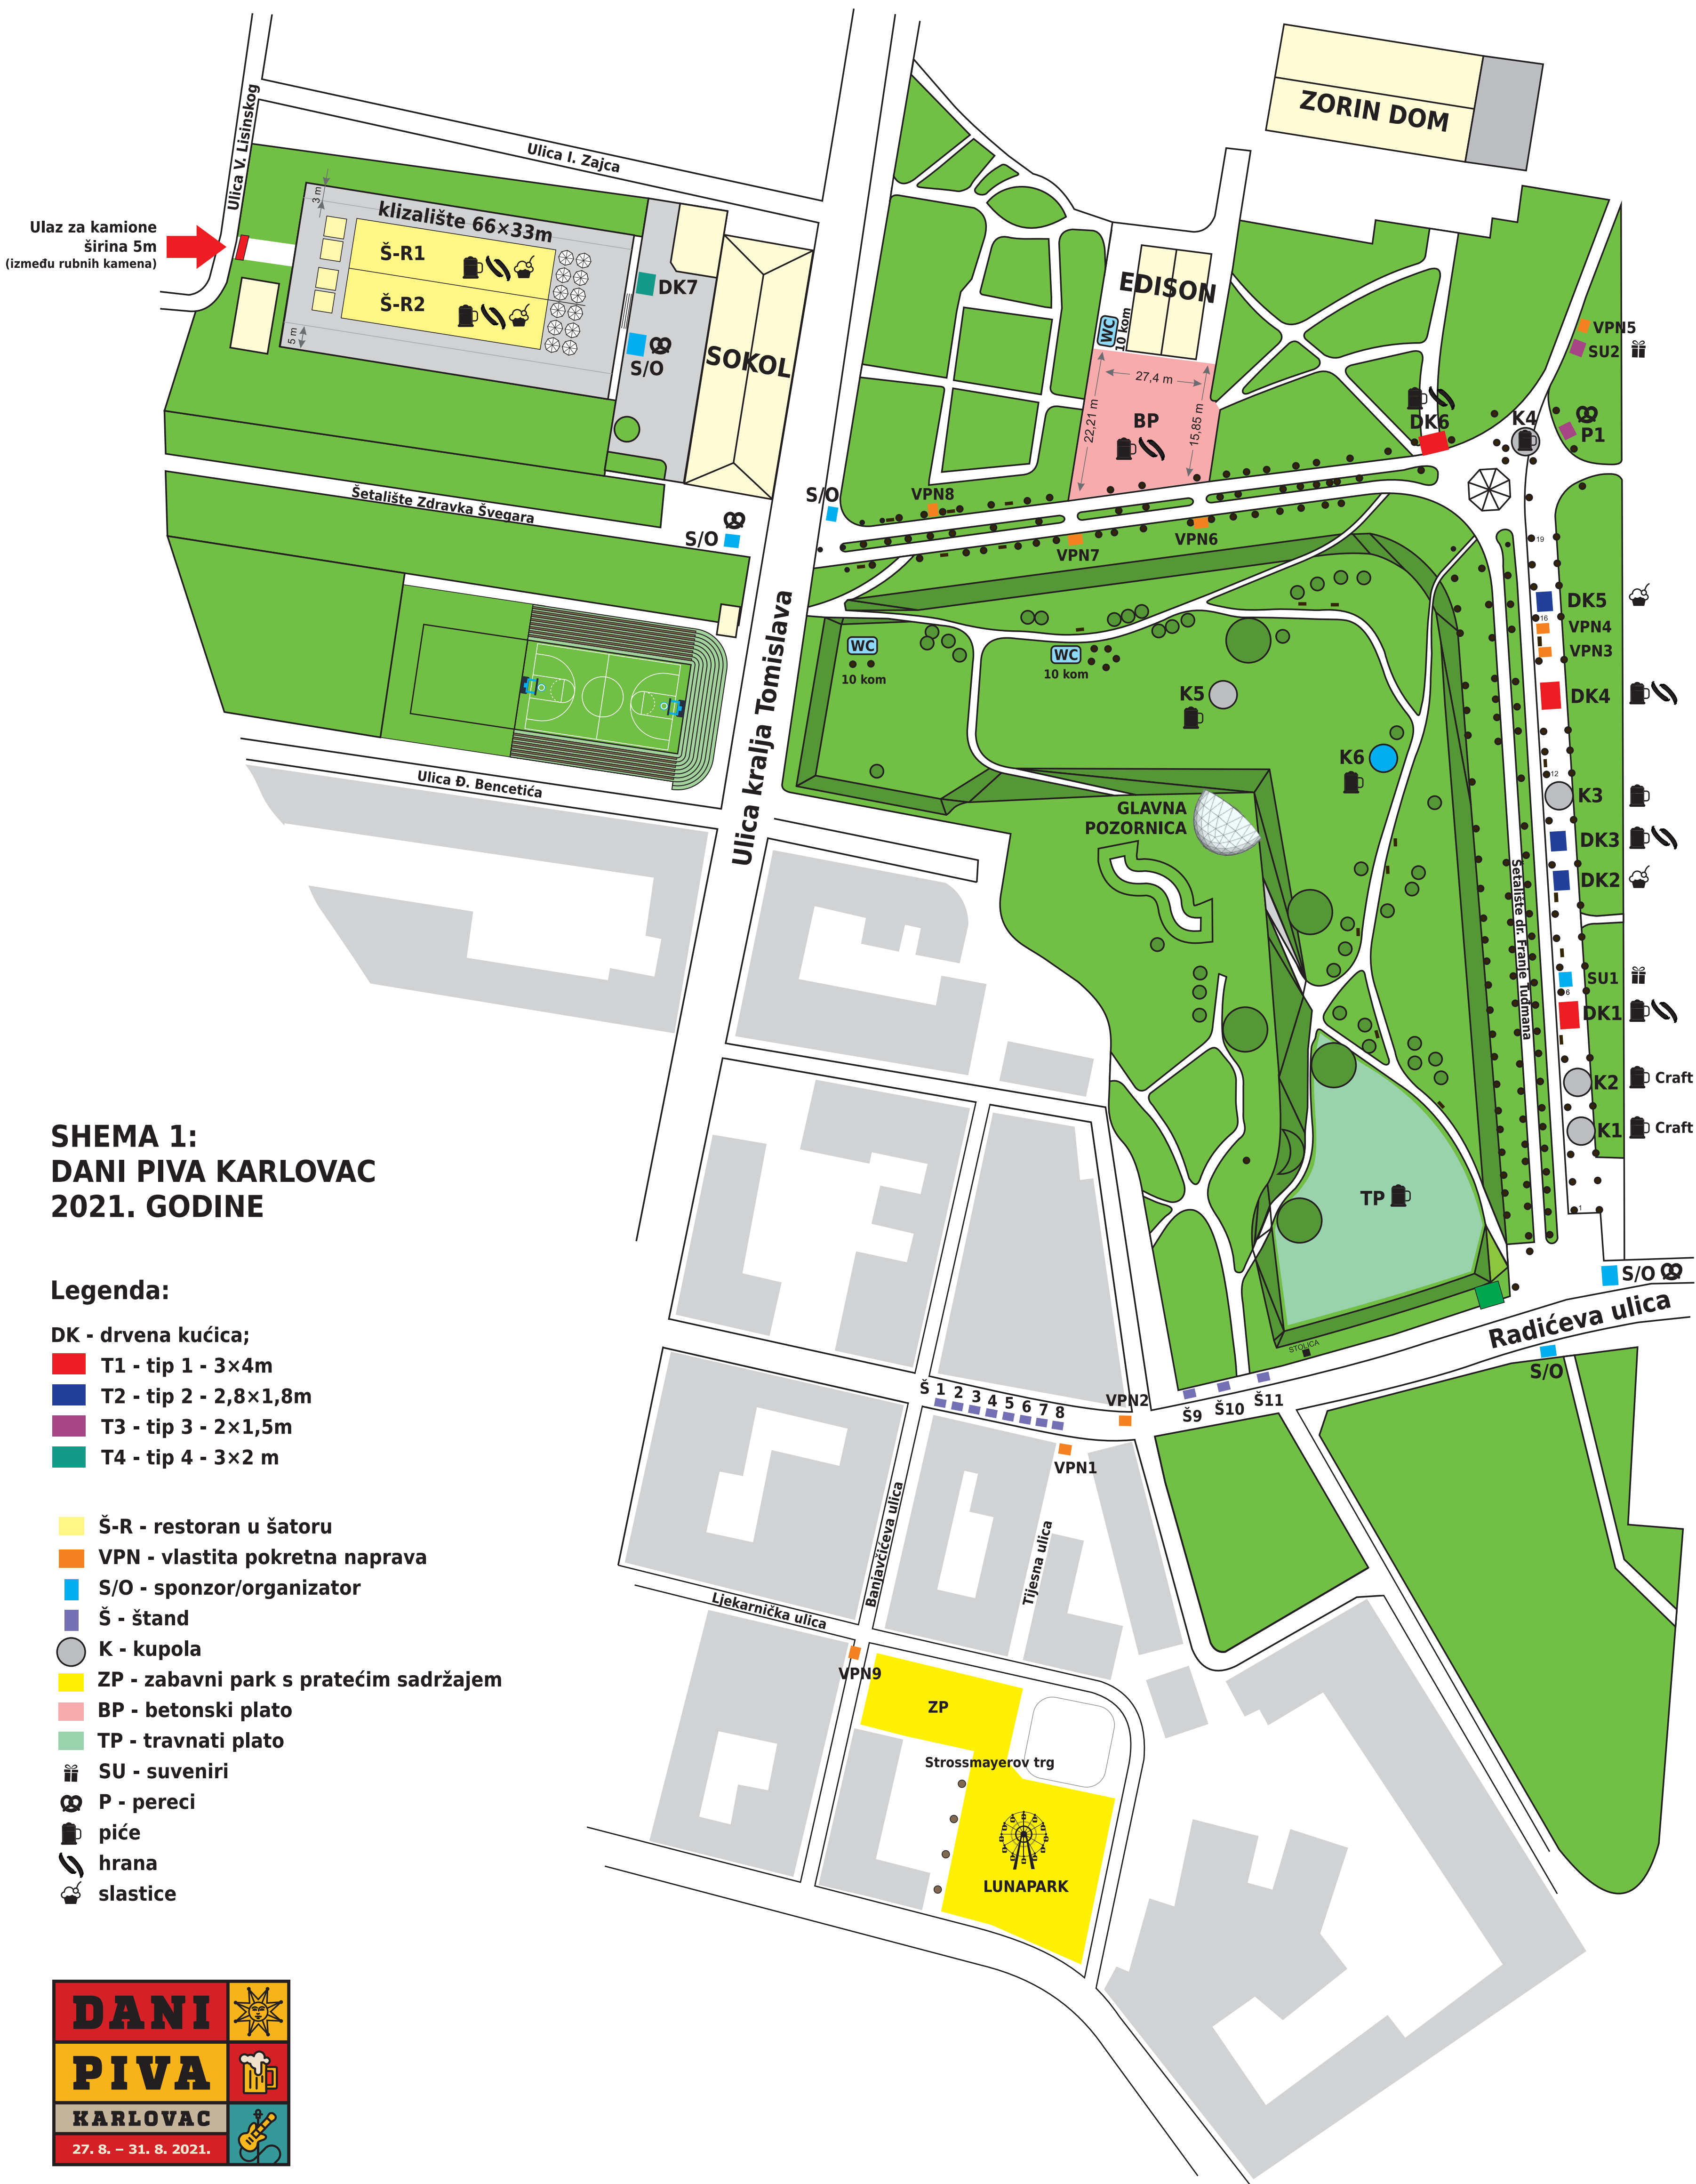 ZORIN DOM
Ulica V. Lisinskog
Ulica I. Zajca
Ulaz za kamione
širina 5m
(između rubnih kamena)
3 m
klizalište 66×33m
Š-R1
Š-R2
5 m
DK7
S/O
SOKOL
EDISON
WC
10 kom
27,4 m
22,21 m
15,85 m
BP
VPN5
SU2
DK6
K4
P1
Šetalište Zdravka Švegara
S/O
S/O
VPN8
VPN7
VPN6
19
DK5
16
VPN4
VPN3
DK4
WC
10 kom
WC
10 kom
K5
K6
12
K3
DK3
DK2
Ulica kralja Tomislava
Ulica Đ. Bencetića
GLAVNA
POZORNICA
Šetalište dr. Franje Tuđmana
SU1
6
DK1
K2
Craft
K1
Craft
TP
1
S/O
Radićeva ulica
STOLICA
S/O
SHEMA 1:
DANI PIVA KARLOVAC
2021. GODINE
Legenda:
DK - drvena kućica;
T1 - tip 1 - 3×4m
T2 - tip 2 - 2,8×1,8m
T3 - tip 3 - 2×1,5m
T4 - tip 4 - 3×2 m
Š-R - restoran u šatoru
VPN - vlastita pokretna naprava
S/O - sponzor/organizator
Š - štand
K - kupola
ZP - zabavni park s pratećim sadržajem
BP - betonski plato
TP - travnati plato
SU - suveniri
P - pereci
piće
hrana
slastice
Š 1 2 3 4 5 6 7 8
VPN2
Š9
Š10
Š11
VPN1
Banjavčićeva ulica
Tijesna ulica
Ljekarnička ulica
VPN9
ZP
Strossmayerov trg
LUNAPARK
DANI
PIVA
KARLOVAC
27. 8. – 31. 8. 2021.